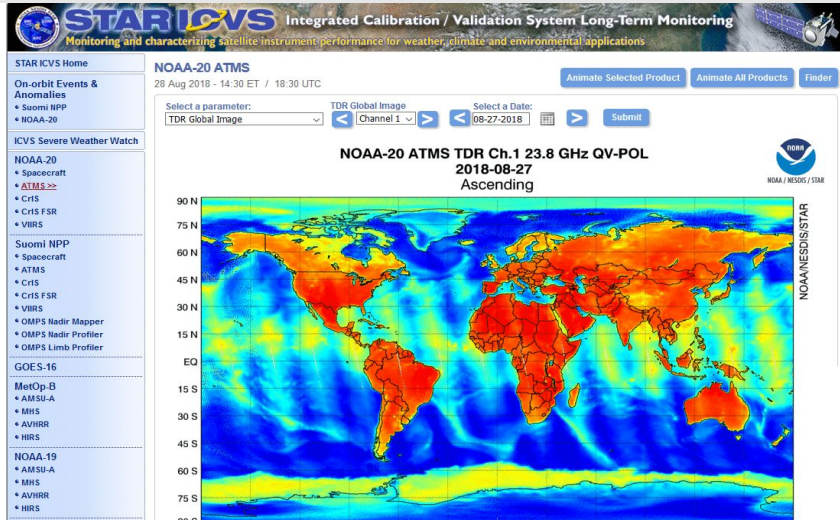 STAR ICVS Integrated Calibration / Validation System Long-Term Monitoring
Monitoring and characterizing satellite instrument performance for weather, climate and environmental applications
STAR ICVS Home
On-orbit Events &
Anomalies
Suomi NPP
NOAA-20
ICVS Severe Weather Watch
NOAA-20
Spacecraft
ATMS >>
CrIS
CrIS FSR
VIIRS
Suomi NPP
Spacecraft
ATMS
CrIS
CrIS FSR
VIIRS
OMPS Nadir Mapper
OMPS Nadir Profiler
OMPS Limb Profiler
GOES-16
MetOp-B
AMSU-A
MHS
AVHRR
HIRS
NOAA-19
AMSU-A
MHS
AVHRR
HIRS
NOAA-20 ATMS
28 Aug 2018 - 14:30 ET / 18:30 UTC
Animate Selected Product Animate All Products Finder
Select a parameter: TDR Global Image Select a Date:
TDR Global Image < Channel 1 > < 08-27-2018 > Submit
NOAA-20 ATMS TDR Ch.1 23.8 GHz QV-POL
2018-08-27
Ascending
NOAA
NOAA / NESDIS / STAR
NOAA/NESDIS/STAR
90 N
75 N
60 N
45 N
30 N
15 N
EQ
15 S
30 S
45 S
60 S
75 S